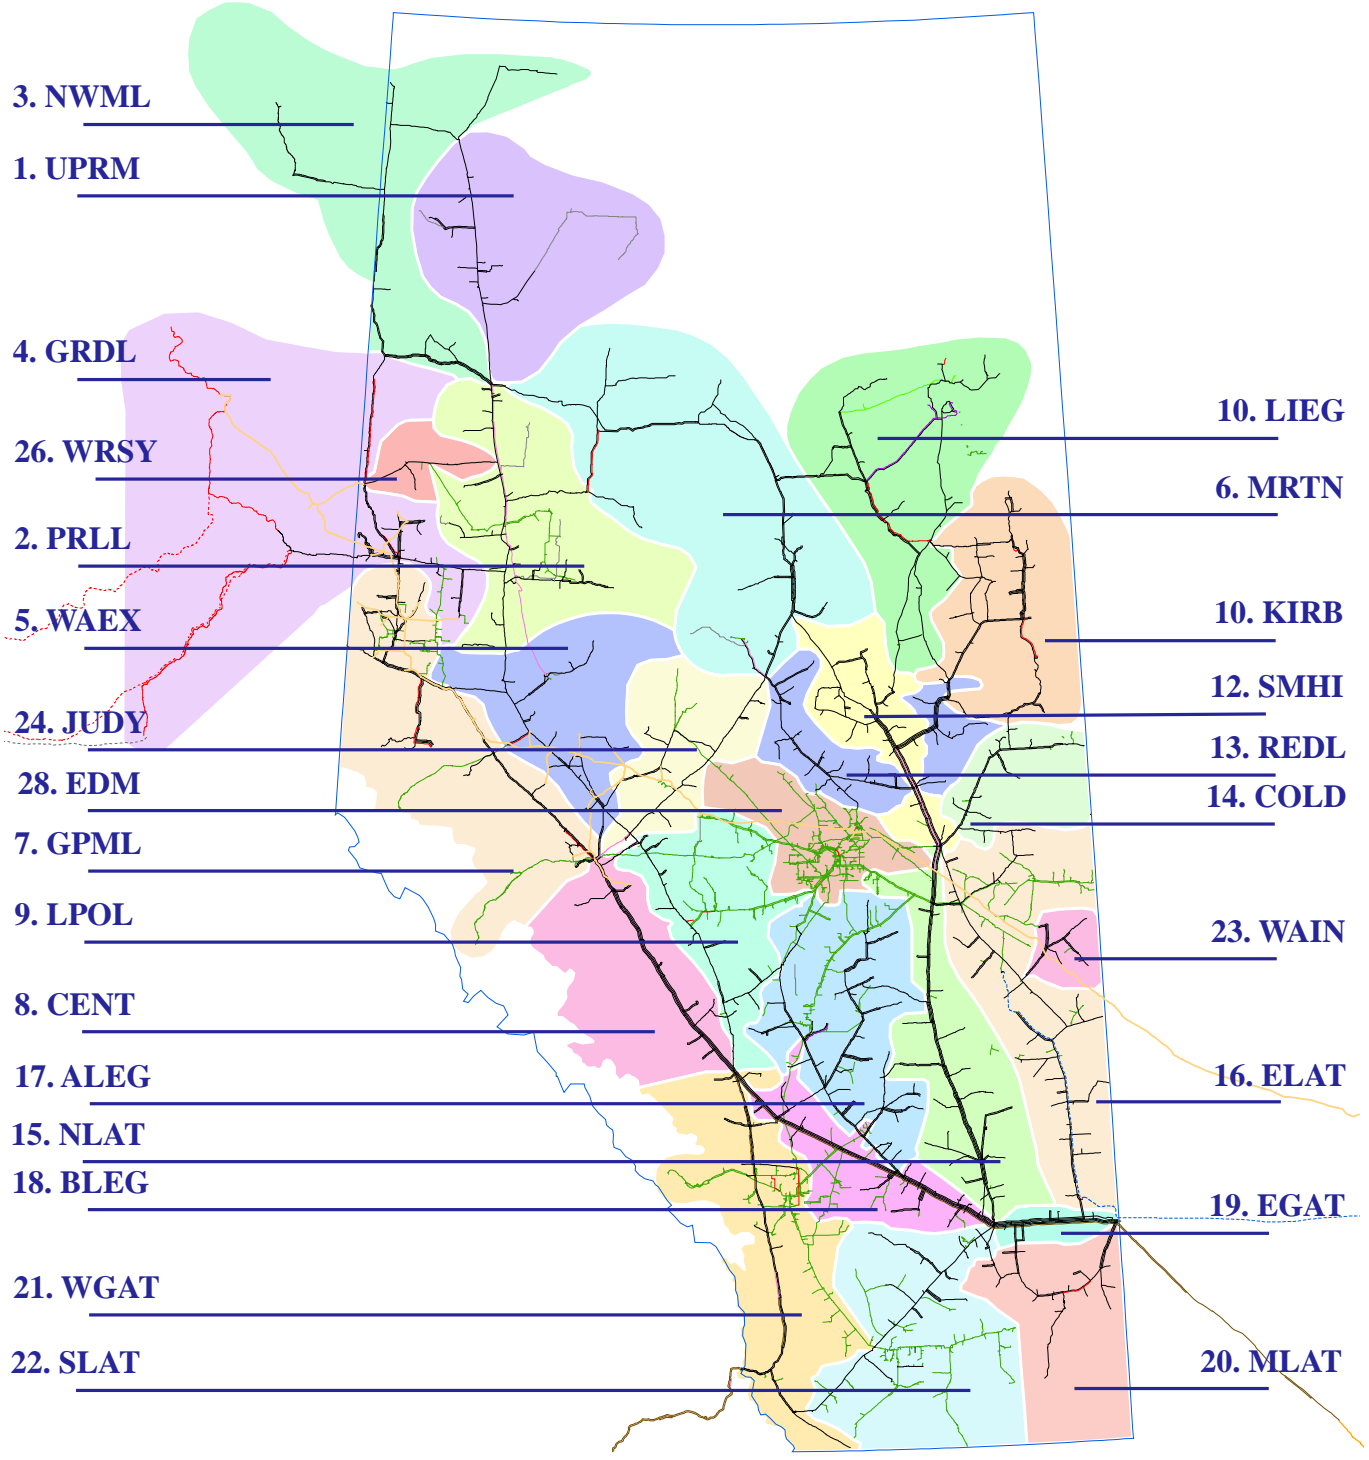 3. NWML
1. UPRM
4. GRDL
26. WRSY
2. PRLL
5. WAEX
24. JUDY
28. EDM
7. GPML
9. LPOL
8. CENT
17. ALEG
15. NLAT
18. BLEG
21. WGAT
22. SLAT
10. LIEG
6. MRTN
10. KIRB
12. SMHI
13. REDL
14. COLD
23. WAIN
16. ELAT
19. EGAT
20. MLAT